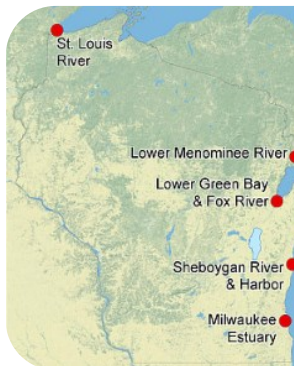 St. Louis
River
Lower Menominee River
Lower Green Bay
& Fox River
Sheboygan River
& Harbor
Milwaukee
Estuary